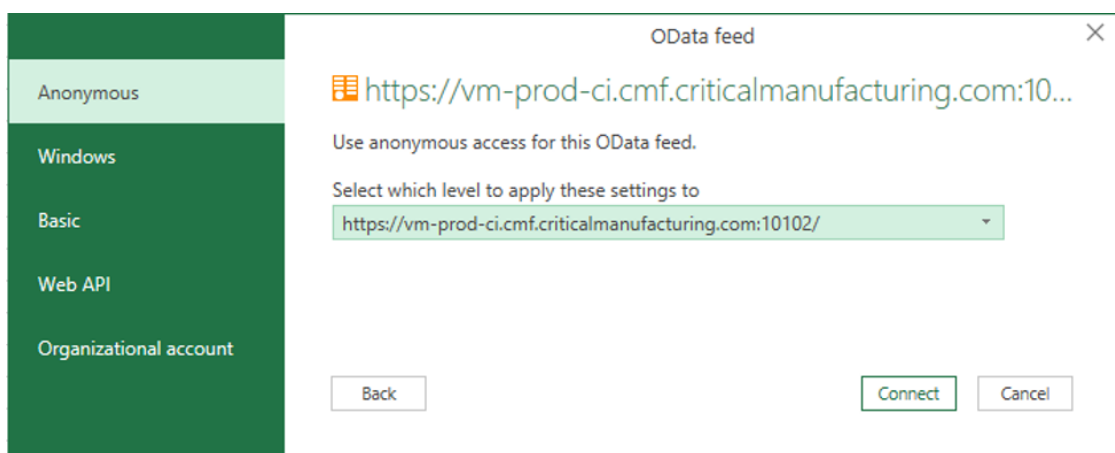 OData feed
Anonymous
Windows
Basic
Web API
Organizational account
https://vm-prod-ci.cmf.criticalmanufacturing.com:10...
Use anonymous access for this OData feed.
Select which level to apply these settings to
https://vm-prod-ci.cmf.criticalmanufacturing.com:10102/
Back
Connect
Cancel